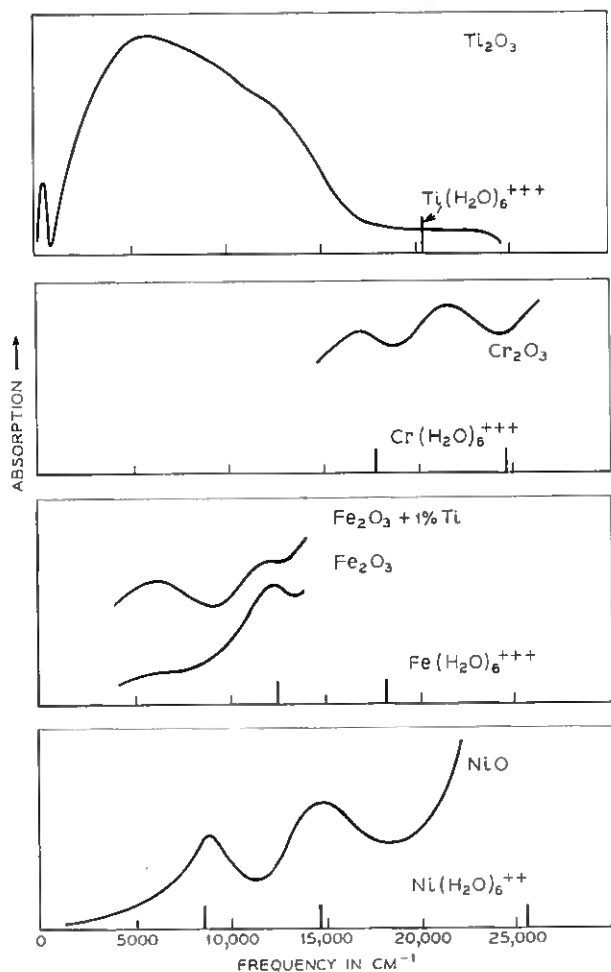 Ti₂O₃
Ti(H₂O)₆⁺⁺⁺
Cr₂O₃
Cr(H₂O)₆⁺⁺⁺
Fe₂O₃ + 1% Ti
Fe₂O₃
Fe(H₂O)₆⁺⁺⁺
NiO
Ni(H₂O)₆⁺⁺
ABSORPTION
0 5000 10,000 15,000 20,000 25,000
FREQUENCY IN CM⁻¹